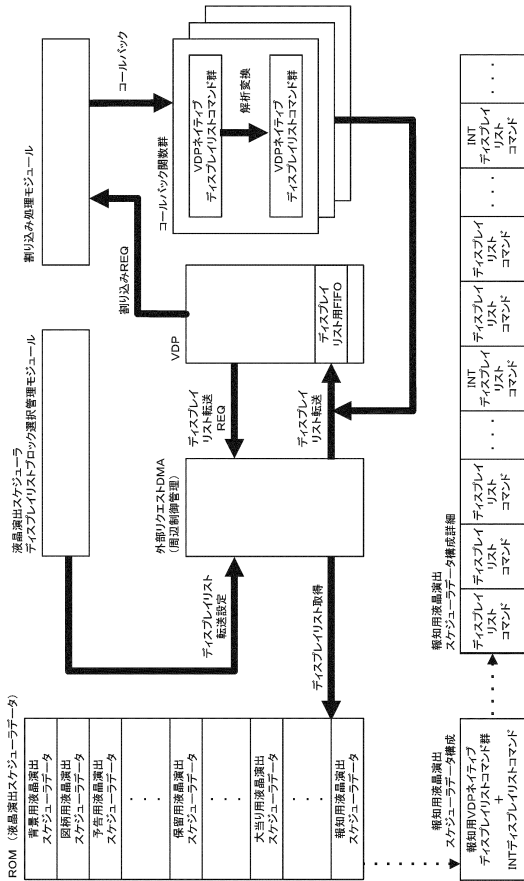 ROM（液晶演出スケジューラデータ）
背景用液晶演出
スケジューラデータ
図柄用液晶演出
スケジューラデータ
予告用液晶演出
スケジューラデータ
・
・
・
保留用液晶演出
スケジューラデータ
・
・
・
大当り用液晶演出
スケジューラデータ
・
・
・
報知用液晶演出
スケジューラデータ
液晶演出スケジューラ
ディスプレイリストブロック選択管理モジュール
ディスプレイリスト
転送設定
外部リクエストDMA
（周辺制御管理）
ディスプレイリスト取得
ディスプレイ
リスト転送
REQ
ディスプレイ
リスト転送
VDP
ディスプレイ
リスト用FIFO
割り込みREQ
割り込み処理モジュール
コールバック
コールバック関数群
VDPネイティブ
ディスプレイリストコマンド群
解析変換
VDPネイティブ
ディスプレイリストコマンド群
報知用液晶演出
スケジューラデータ構成
報知用VDPネイティブ
ディスプレイリストコマンド群
＋
INTディスプレイリストコマンド
報知用液晶演出
スケジューラデータ構成詳細
ディスプレイ
リスト
コマンド
ディスプレイ
リスト
コマンド
ディスプレイ
リスト
コマンド
・・・
INT
ディスプレイ
リスト
コマンド
ディスプレイ
リスト
コマンド
ディスプレイ
リスト
コマンド
・・・
INT
ディスプレイ
リスト
コマンド
・・・